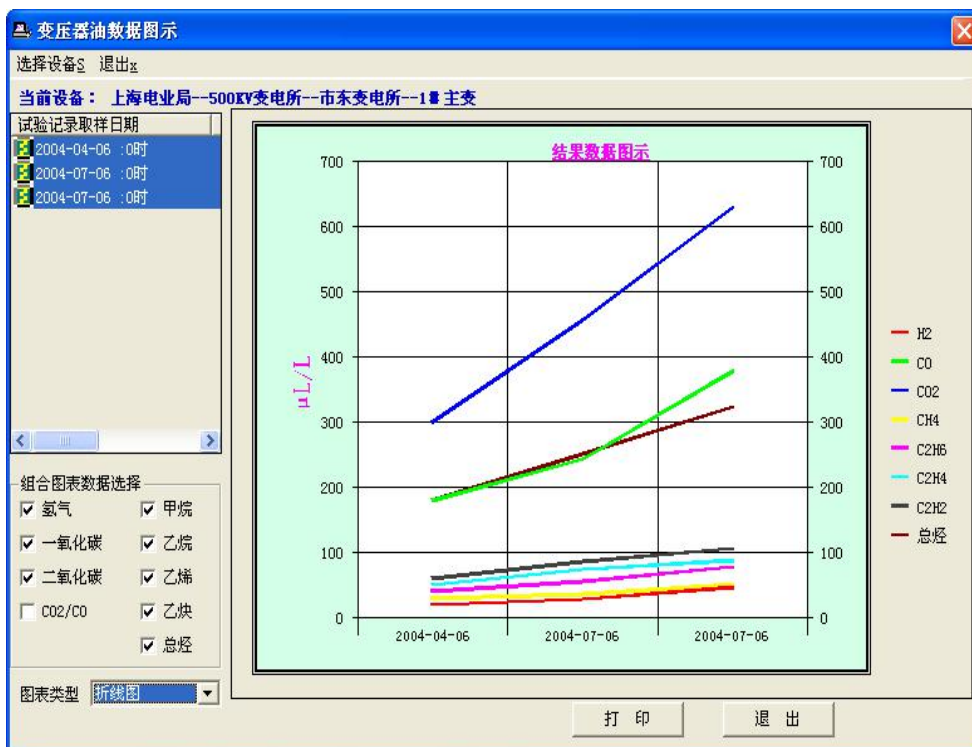 变压器油数据图示
选择设备S 退出x
当前设备： 上海电业局--500KV变电所--市东变电所--1# 主变
试验记录取样日期
2004-04-06 :0时
2004-07-06 :0时
2004-07-06 :0时
组合图表数据选择
氢气 甲烷
一氧化碳 乙烷
二氧化碳 乙烯
CO2/CO 乙炔
总烃
图表类型 折线图
结果数据图示
700 700
600 600
500 500
400 400
300 300
200 200
100 100
0 0
μL/L
2004-04-06 2004-07-06 2004-07-06
H2
CO
CO2
CH4
C2H6
C2H4
C2H2
总烃
打 印 退 出